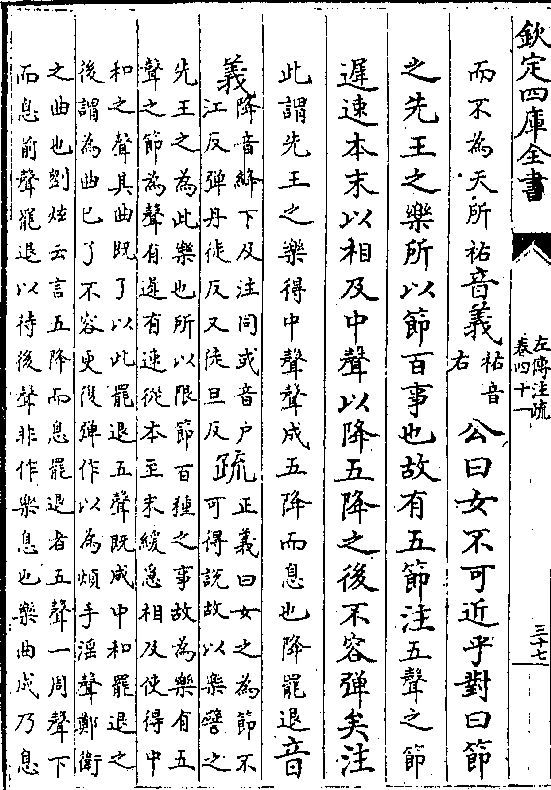 欽定四庫全書
左傳注疏
卷四十一
三十七
而不為天所祐音義祐音右公曰女不可近乎對曰節
之先王之樂所以節百事也故有五節注五聲之節
遲速本末以相及中聲以降五降之後不容彈矣注
此謂先王之樂得中聲聲成五降而息也降罷退音
義降音絳下及注同或音户江反彈丹徒反又徒旦反疏正義曰女之為節不可得說故以樂譬之
先王之為此樂也所以限節百種之事故為樂有五
聲之節為聲有遲有速從本至末緩急相及使得中
和之聲其曲既了以此罷退五聲既成中和罷退之
後謂為曲已了不容更復彈作以為煩手淫聲鄭衛
之曲也劉炫云言五降而息罷退者五聲一周聲下
而息前聲罷退以待後聲非作樂息也樂曲成乃息